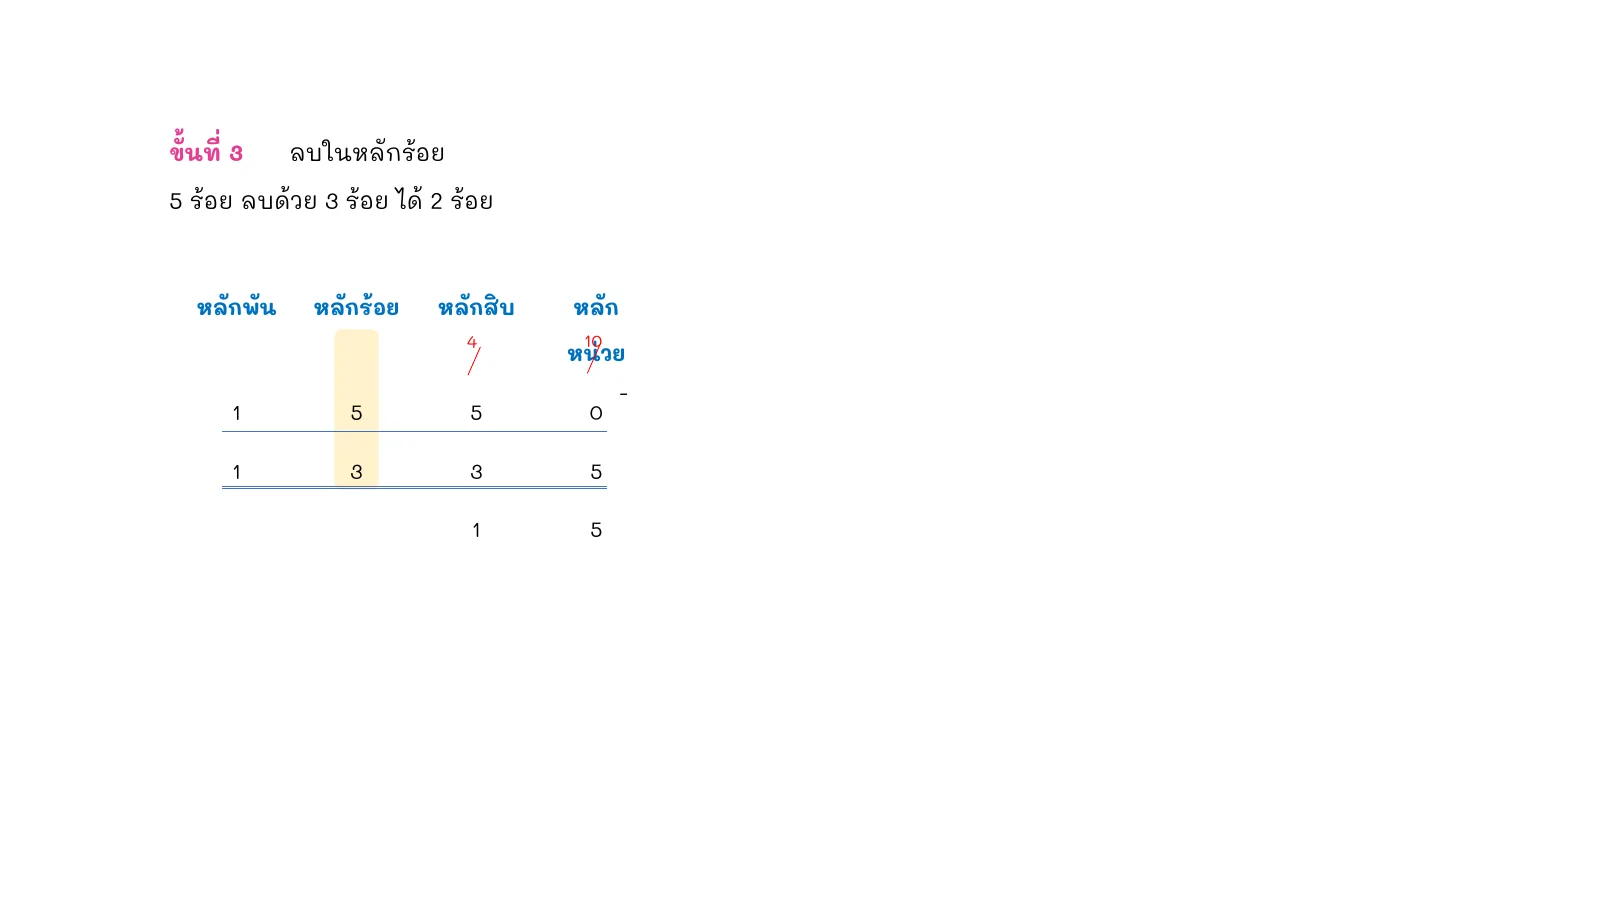 ขั้นที่ 3 ลบในหลักร้อย
5 ร้อย ลบด้วย 3 ร้อย ได้ 2 ร้อย
หลักพัน หลักร้อย หลักสิบ หลัก
หน่วย
4 10
-
1 5 5 0
1 3 3 5
1 5